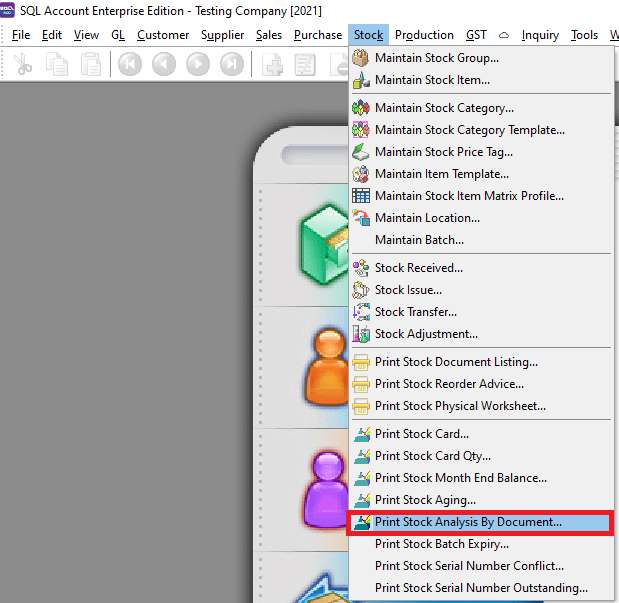 SQL Account Enterprise Edition - Testing Company [2021]
File Edit View GL Customer Supplier Sales Purchase Stock Production GST Inquiry Tools
Maintain Stock Group...
Maintain Stock Item...
Maintain Stock Category...
Maintain Stock Category Template...
Maintain Stock Price Tag...
Maintain Item Template...
Maintain Stock Item Matrix Profile...
Maintain Location...
Maintain Batch...
Stock Received...
Stock Issue...
Stock Transfer...
Stock Adjustment...
Print Stock Document Listing...
Print Stock Reorder Advice...
Print Stock Physical Worksheet...
Print Stock Card...
Print Stock Card Qty...
Print Stock Month End Balance...
Print Stock Aging...
Print Stock Analysis By Document...
Print Stock Batch Expiry...
Print Stock Serial Number Conflict...
Print Stock Serial Number Outstanding...